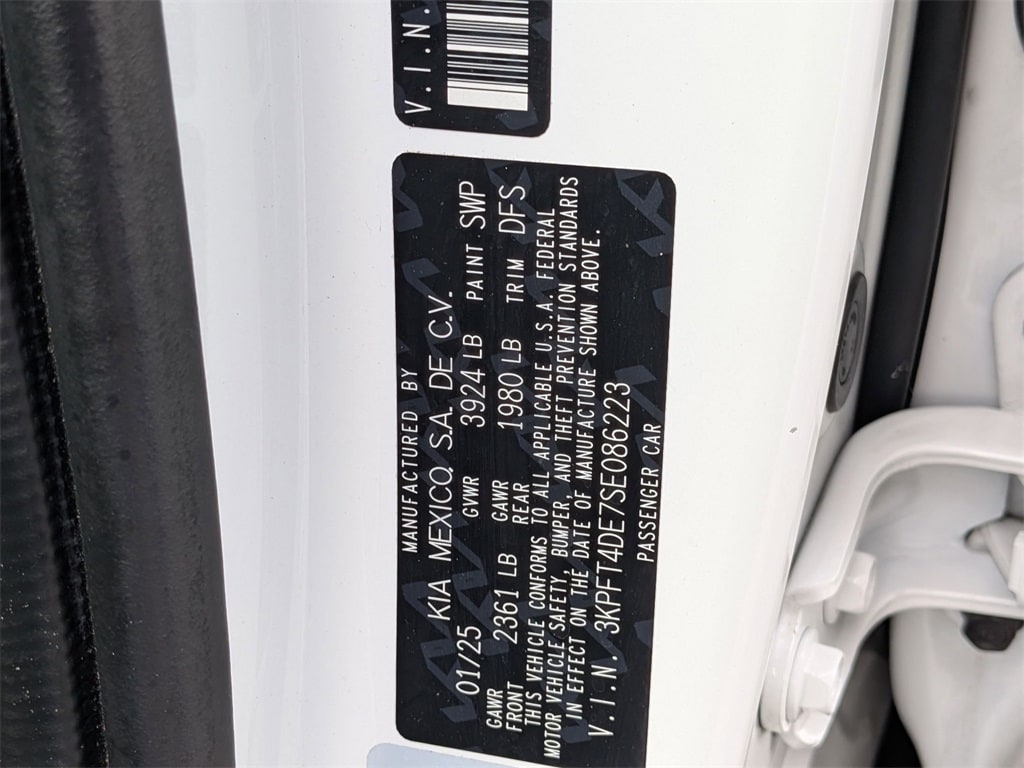 V.I.N.
MANUFACTURED BY
KIA MEXICO, S.A. DE C.V.
01/25 GVWR 3924 LB PAINT SWP
GAWR FRONT 2361 LB GAWR REAR 1980 LB TRIM DFS
THIS VEHICLE CONFORMS TO ALL APPLICABLE U.S.A. FEDERAL
MOTOR VEHICLE SAFETY, BUMPER, AND THEFT PREVENTION STANDARDS
IN EFFECT ON THE DATE OF MANUFACTURE SHOWN ABOVE.
V.I.N. 3KPFT4DE7SE086223
PASSENGER CAR